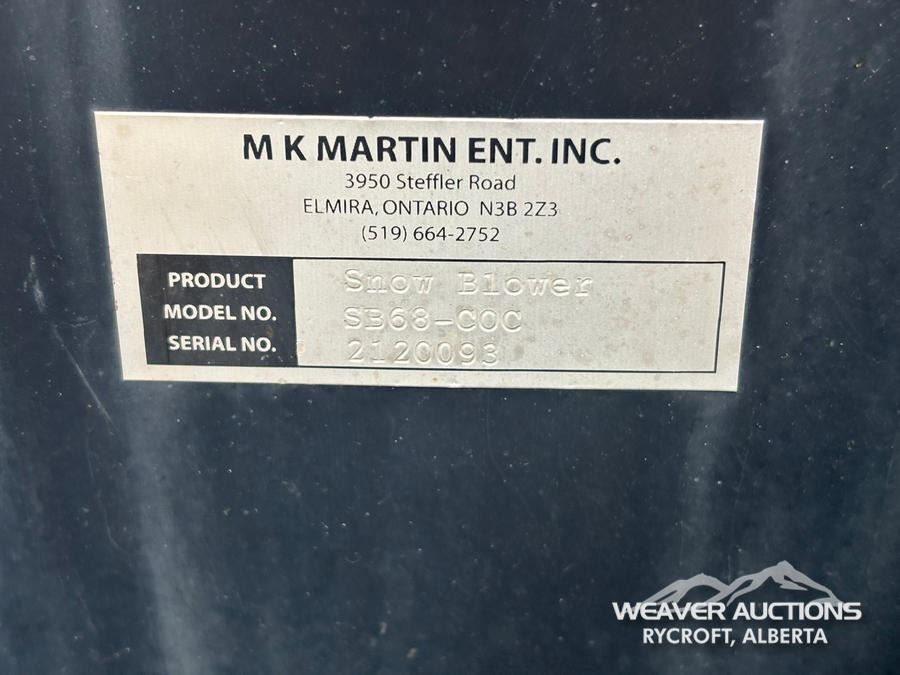 M K MARTIN ENT. INC.
3950 Steffler Road
ELMIRA, ONTARIO N3B 2Z3
(519) 664-2752
PRODUCT Snow Blower
MODEL NO. SB68-COC
SERIAL NO. 2120093
WEAVER AUCTIONS
RYCROFT, ALBERTA